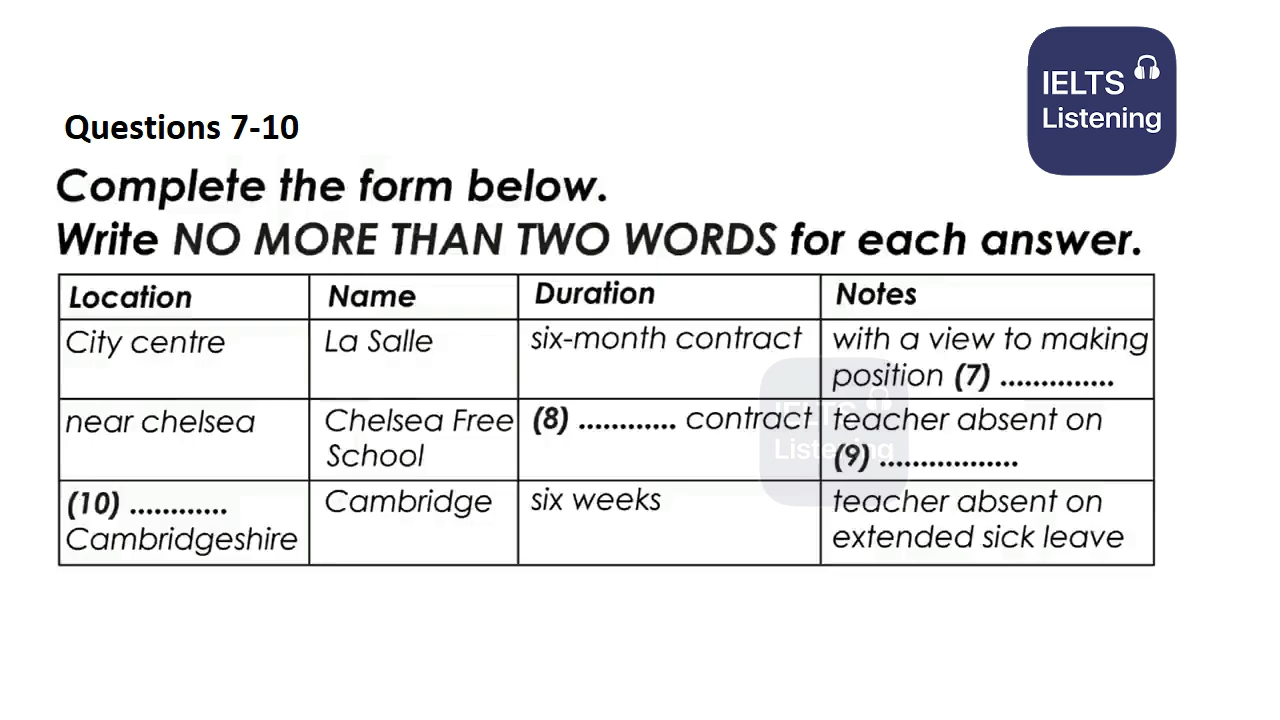 IELTS
Listening
Questions 7-10
Complete the form below.
Write NO MORE THAN TWO WORDS for each answer.
Location Name Duration Notes
City centre La Salle six-month contract with a view to making
position (7) ..............
near chelsea Chelsea Free (8) ............ contract teacher absent on
School (9) .................
(10) ............ Cambridge six weeks teacher absent on
Cambridgeshire extended sick leave
IELTS
Listening